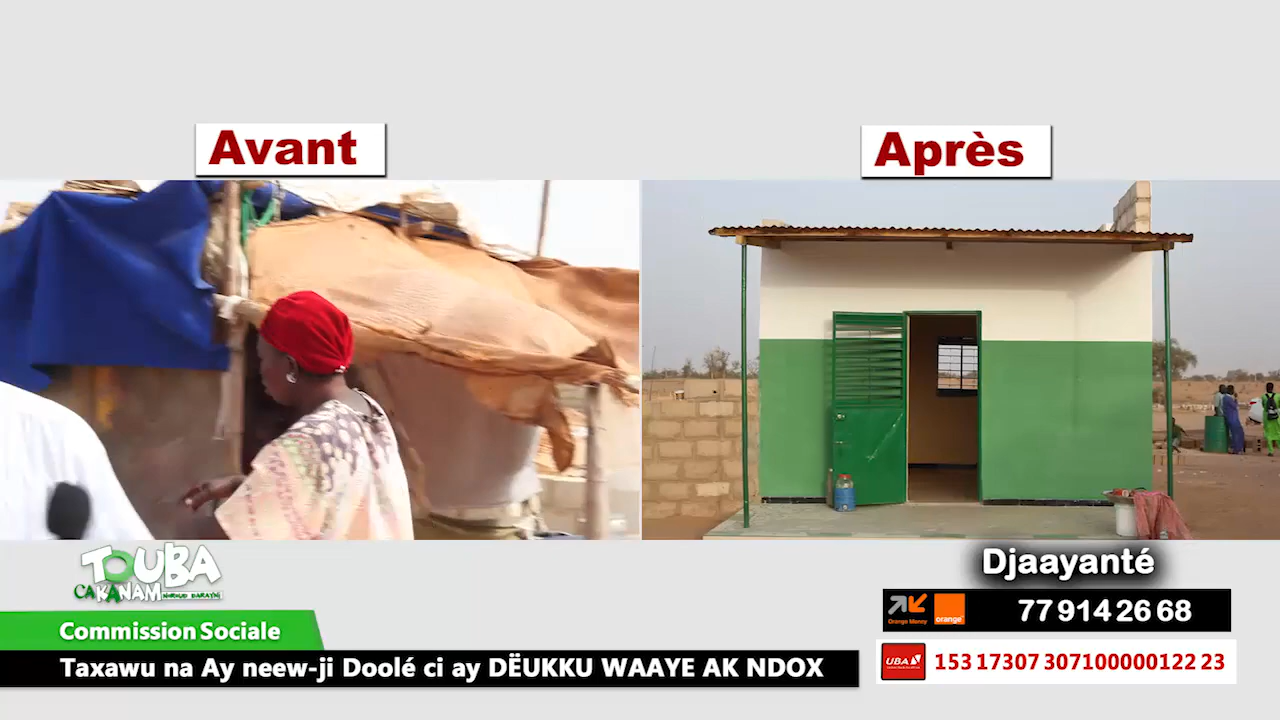 Avant
Après
TOUBA
CA KANAM
Commission Sociale
Taxawu na Ay neew-ji Doolé ci ay DËUKKU WAAYE AK NDOX
Djaayanté
Orange Money
orange
77 914 26 68
UBA
153 17307 307100000122 23